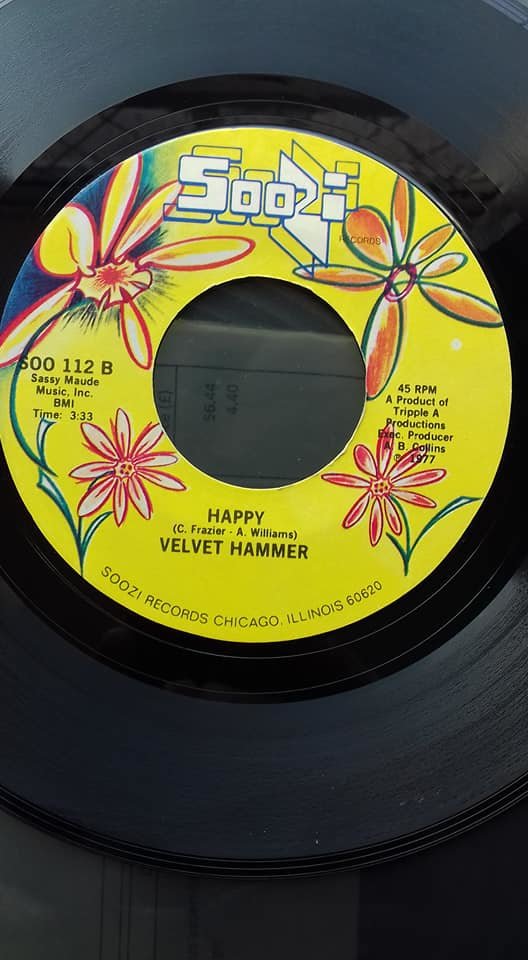 Soozi
RECORDS
SOO 112 B
Sassy Maude
Music, Inc.
BMI
Time: 3:33
45 RPM
A Product of
Tripple A
Productions
Exec. Producer
A. B. Collins
℗ 1977
(£)
56.44
4.40
HAPPY
(C. Frazier - A. Williams)
VELVET HAMMER
SOOZI RECORDS CHICAGO, ILLINOIS 60620